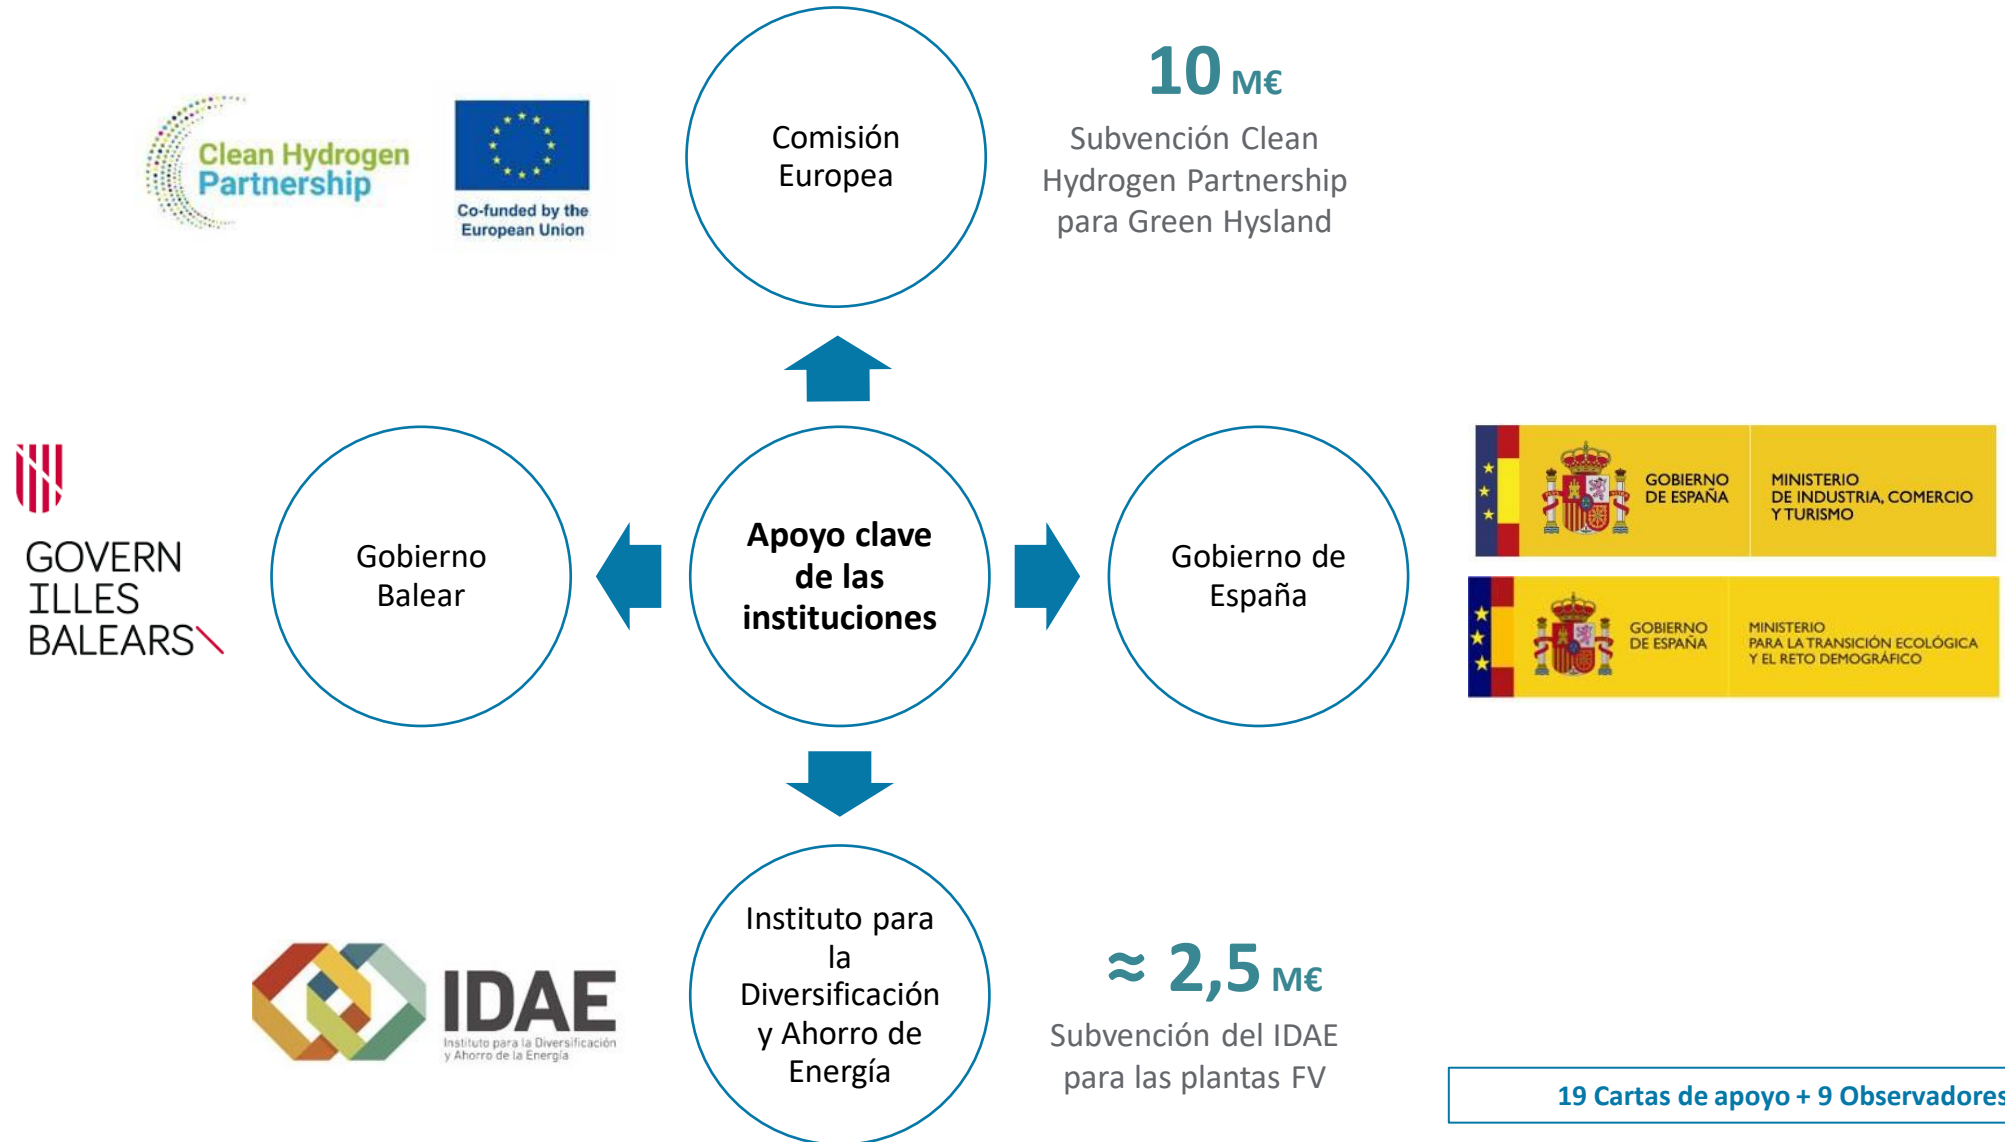 Clean Hydrogen
Partnership
Co-funded by the
European Union
Comisión
Europea
10 M€
Subvención Clean
Hydrogen Partnership
para Green Hysland
GOVERN
ILLES
BALEARS
Gobierno
Balear
Apoyo clave
de las
instituciones
Gobierno de
España
GOBIERNO
DE ESPAÑA
MINISTERIO
DE INDUSTRIA, COMERCIO
Y TURISMO
GOBIERNO
DE ESPAÑA
MINISTERIO
PARA LA TRANSICIÓN ECOLÓGICA
Y EL RETO DEMOGRÁFICO
IDAE
Instituto para la Diversificación
y Ahorro de la Energía
Instituto para
la
Diversificación
y Ahorro de
Energía
≈ 2,5 M€
Subvención del IDAE
para las plantas FV
19 Cartas de apoyo + 9 Observadores